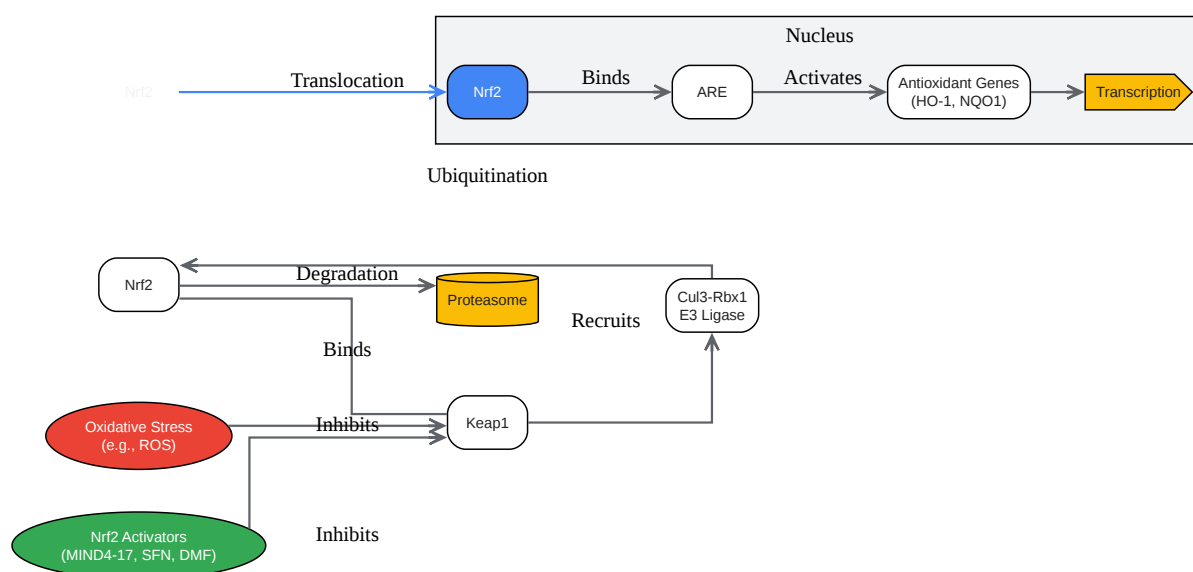 Nucleus
Nrf2
Translocation
Nrf2
Binds
ARE
Activates
Antioxidant Genes
(HO-1, NQO1)
Transcription
Ubiquitination
Nrf2
Degradation
Proteasome
Cul3-Rbx1
E3 Ligase
Recruits
Binds
Oxidative Stress
(e.g., ROS)
Inhibits
Keap1
Nrf2 Activators
(MIND4-17, SFN, DMF)
Inhibits